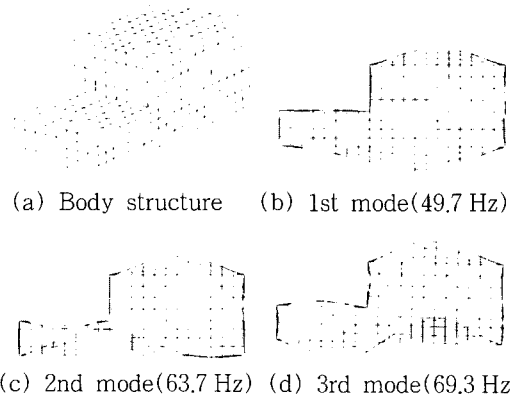 (a) Body structure (b) 1st mode(49.7 Hz)
(c) 2nd mode(63.7 Hz) (d) 3rd mode(69.3 Hz